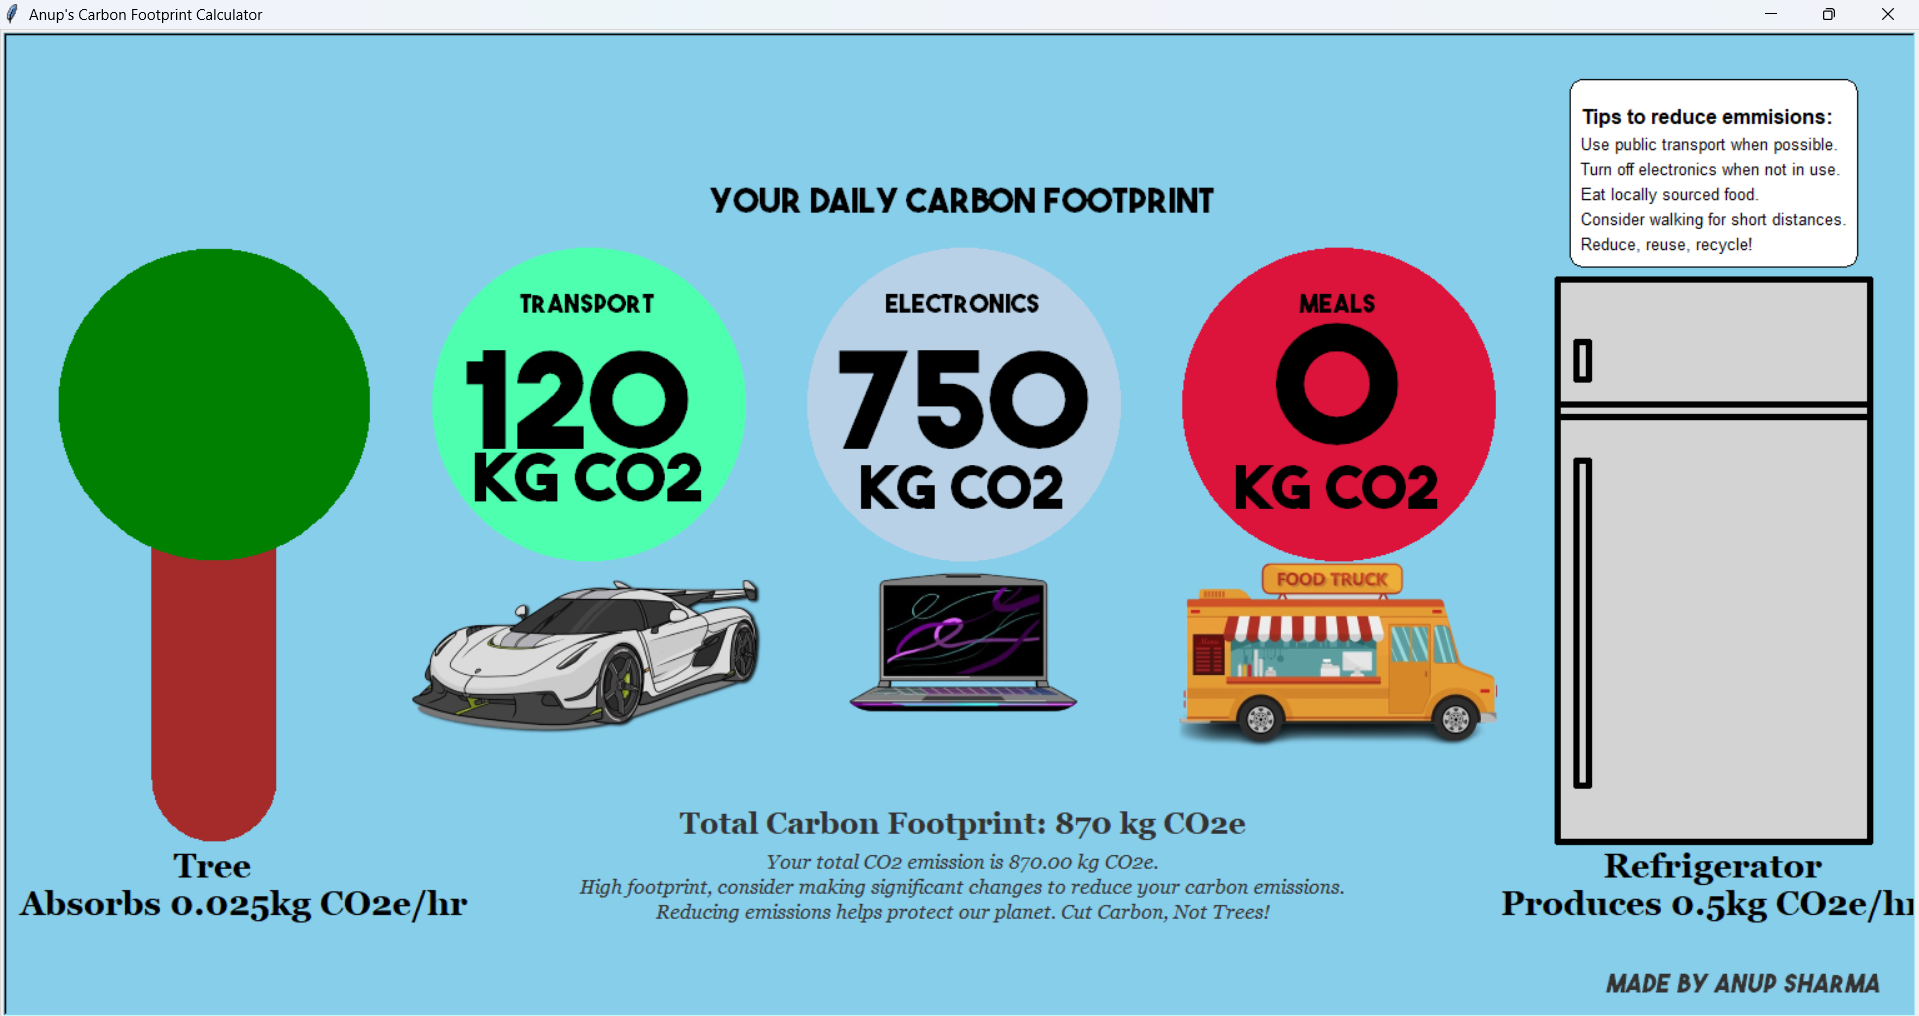 Anup's Carbon Footprint Calculator
Tips to reduce emmisions:
Use public transport when possible.
Turn off electronics when not in use.
Eat locally sourced food.
Consider walking for short distances.
Reduce, reuse, recycle!
YOUR DAILY CARBON FOOTPRINT
TRANSPORT
120
KG CO2
ELECTRONICS
750
KG CO2
MEALS
0
KG CO2
FOOD TRUCK
Total Carbon Footprint: 870 kg CO2e
Your total CO2 emission is 870.00 kg CO2e.
High footprint, consider making significant changes to reduce your carbon emissions.
Reducing emissions helps protect our planet. Cut Carbon, Not Trees!
Tree
Absorbs 0.025kg CO2e/hr
Refrigerator
Produces 0.5kg CO2e/hr
MADE BY ANUP SHARMA